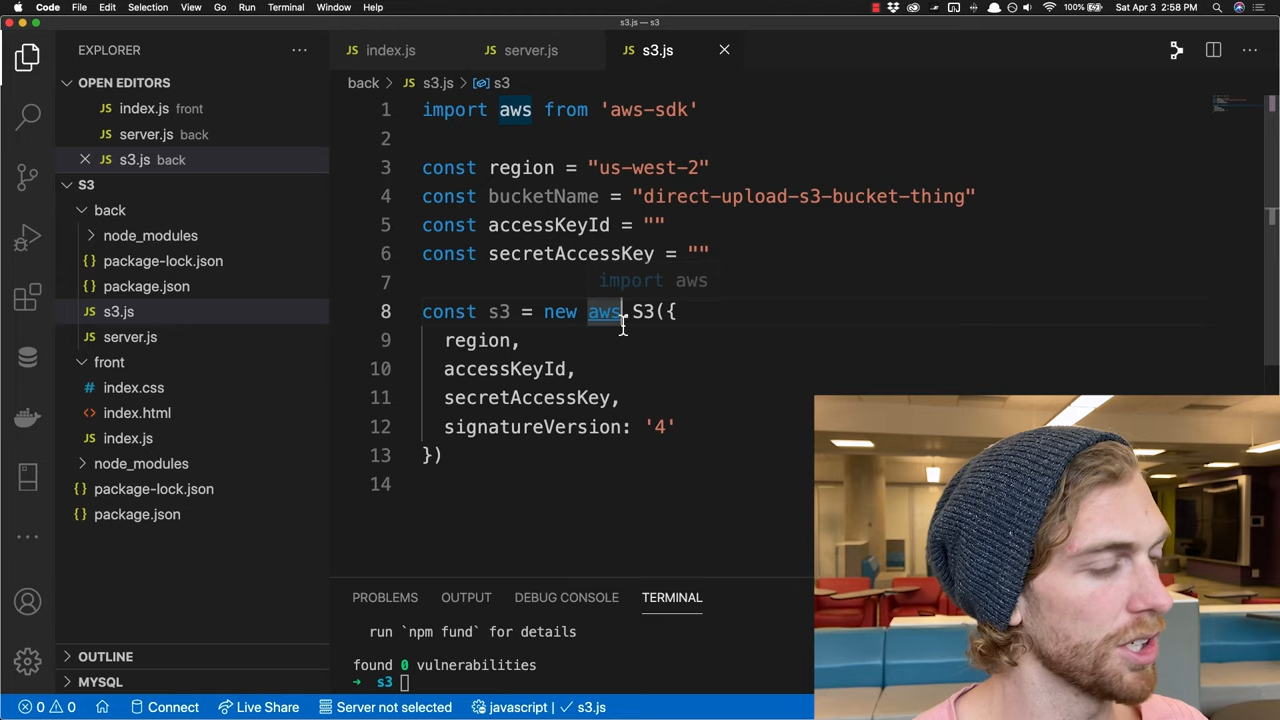 Code File Edit Selection View Go Run Terminal Window Help 100% Sat Apr 3 2:58 PM
s3.js — s3
EXPLORER
JS index.js
JS server.js
JS s3.js
OPEN EDITORS
JS index.js front
JS server.js back
JS s3.js back
S3
back
node_modules
{} package-lock.json
{} package.json
JS s3.js
JS server.js
front
# index.css
<> index.html
JS index.js
node_modules
{} package-lock.json
{} package.json
OUTLINE
MYSQL
back > JS s3.js > s3
1 import aws from 'aws-sdk'
2
3 const region = "us-west-2"
4 const bucketName = "direct-upload-s3-bucket-thing"
5 const accessKeyId = ""
6 const secretAccessKey = ""
7
import aws
8 const s3 = new aws.S3({
9 region,
10 accessKeyId,
11 secretAccessKey,
12 signatureVersion: '4'
13 })
14
PROBLEMS OUTPUT DEBUG CONSOLE TERMINAL
run `npm fund` for details
found 0 vulnerabilities
→ s3
0 0 Connect Live Share Server not selected javascript | ✓ s3.js